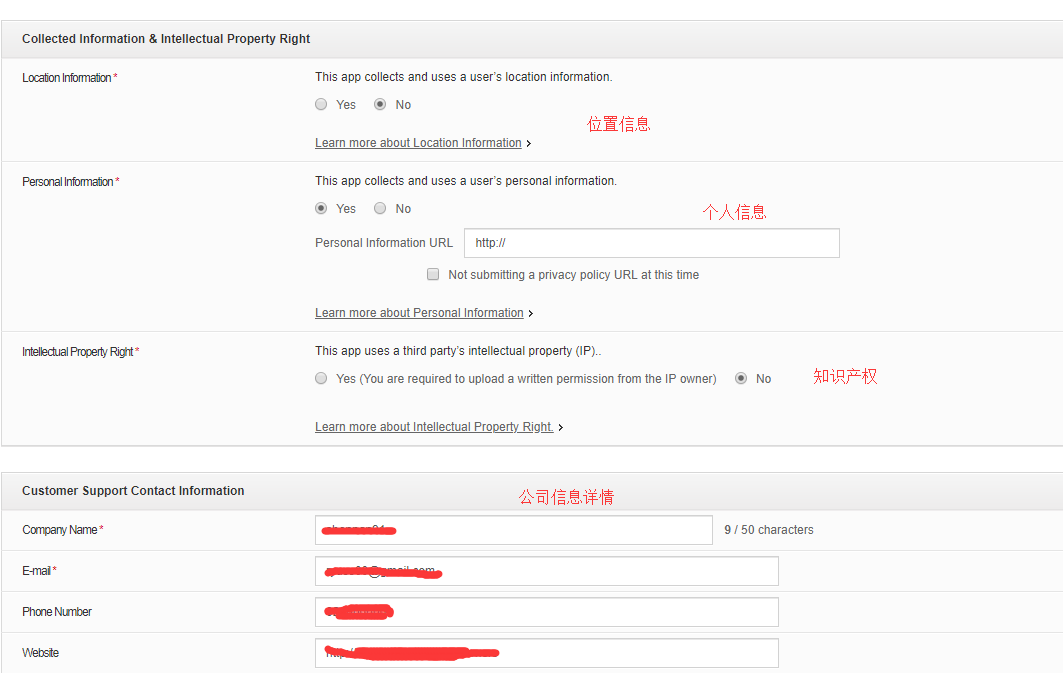 Collected Information & Intellectual Property Right
Location Information*
This app collects and uses a user's location information.
Yes No
位置信息
Learn more about Location Information
Personal Information*
This app collects and uses a user's personal information.
Yes No
个人信息
Personal Information URL http://
Not submitting a privacy policy URL at this time
Learn more about Personal Information
Intellectual Property Right*
This app uses a third party's intellectual property (IP)..
Yes (You are required to upload a written permission from the IP owner) No
知识产权
Learn more about Intellectual Property Right.
Customer Support Contact Information
公司信息详情
Company Name*
9 / 50 characters
E-mail*
Phone Number
Website